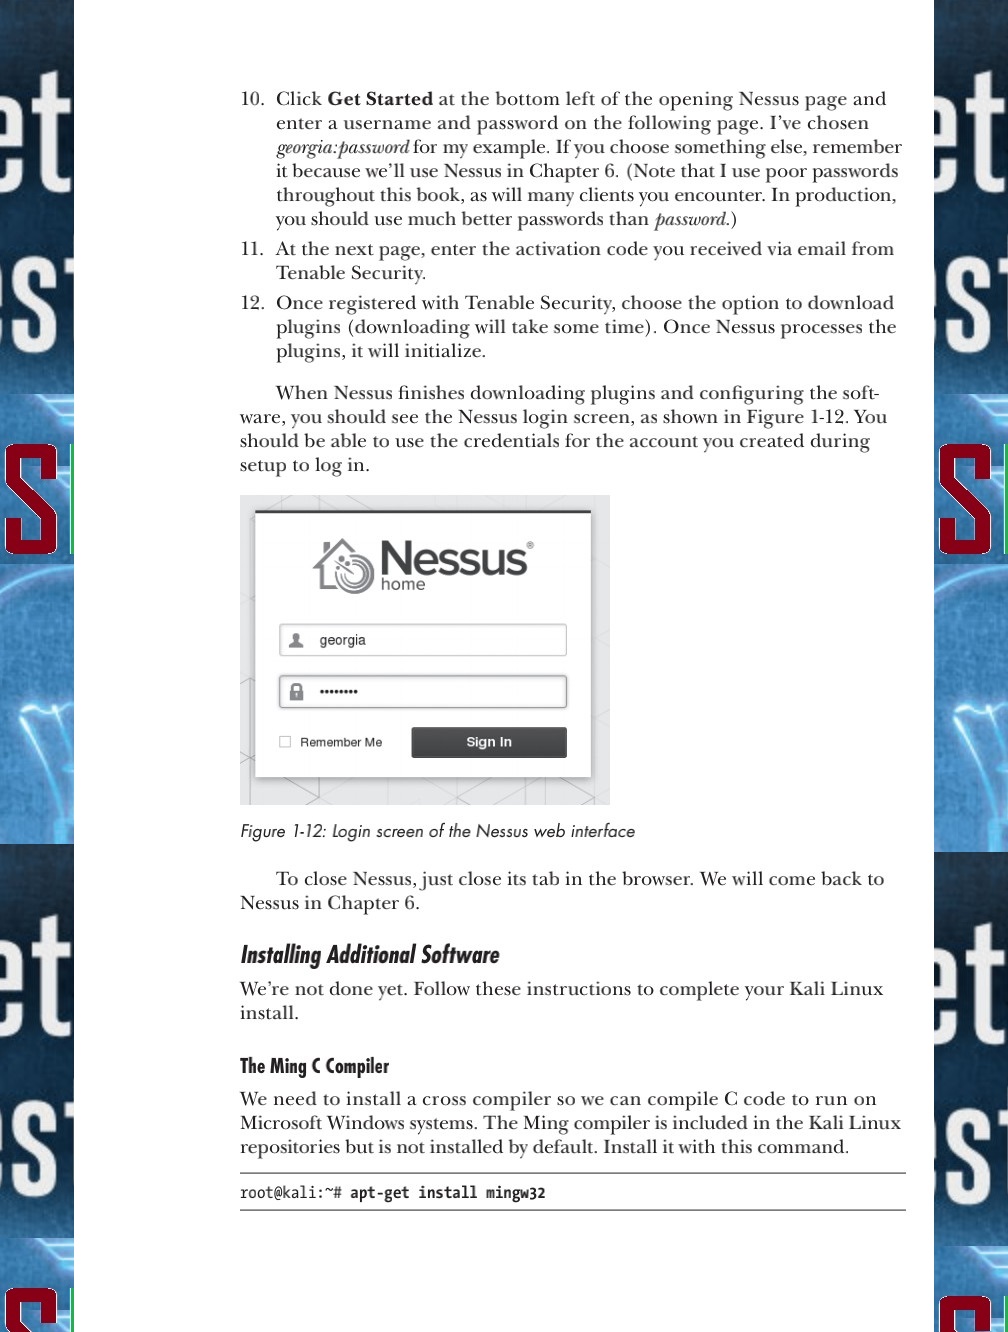 10. Click Get Started at the bottom left of the opening Nessus page and
enter a username and password on the following page. I’ve chosen
georgia:password for my example. If you choose something else, remember
it because we’ll use Nessus in Chapter 6. (Note that I use poor passwords
throughout this book, as will many clients you encounter. In production,
you should use much better passwords than password.)
11. At the next page, enter the activation code you received via email from
Tenable Security.
12. Once registered with Tenable Security, choose the option to download
plugins (downloading will take some time). Once Nessus processes the
plugins, it will initialize.
When Nessus finishes downloading plugins and configuring the soft-
ware, you should see the Nessus login screen, as shown in Figure 1-12. You
should be able to use the credentials for the account you created during
setup to log in.
Nessus®
home
georgia
••••••••
Remember Me Sign In
Figure 1-12: Login screen of the Nessus web interface
To close Nessus, just close its tab in the browser. We will come back to
Nessus in Chapter 6.
Installing Additional Software
We’re not done yet. Follow these instructions to complete your Kali Linux
install.
The Ming C Compiler
We need to install a cross compiler so we can compile C code to run on
Microsoft Windows systems. The Ming compiler is included in the Kali Linux
repositories but is not installed by default. Install it with this command.
root@kali:~# apt-get install mingw32